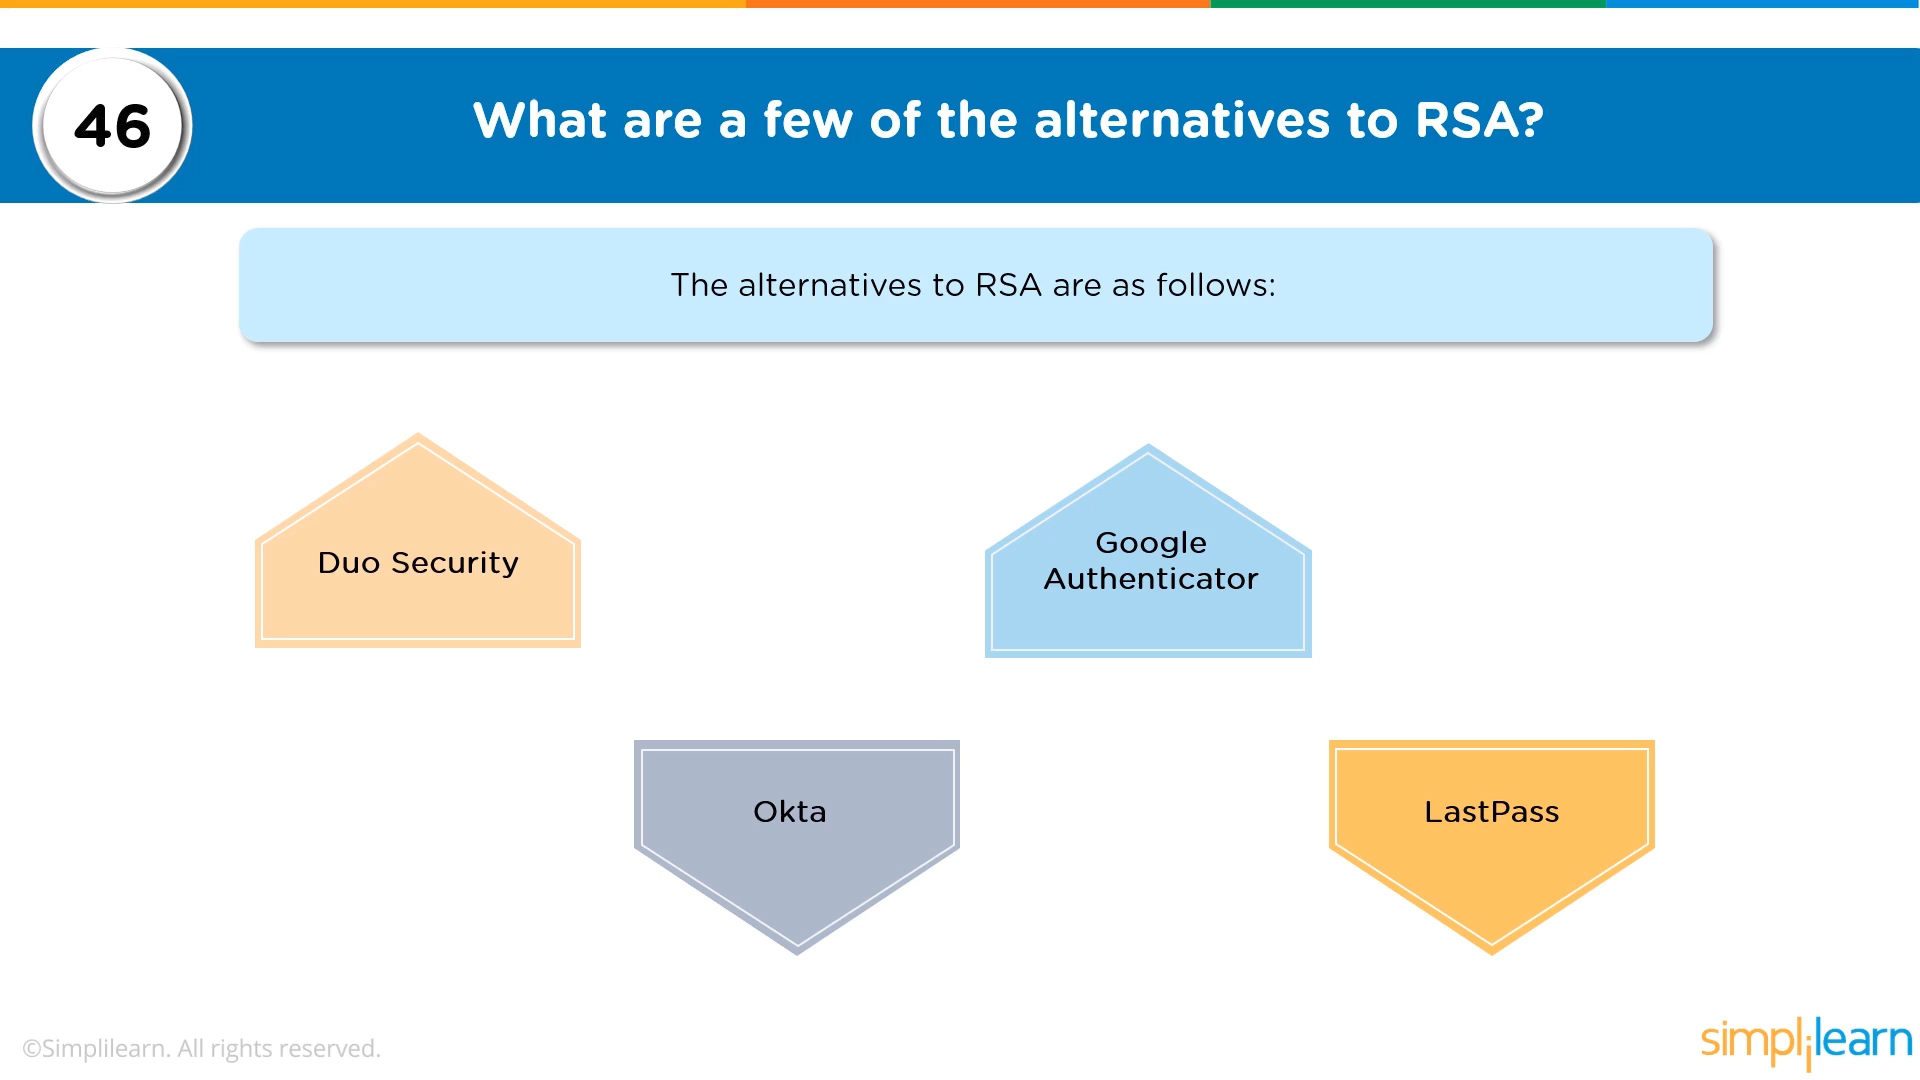 46
What are a few of the alternatives to RSA?
The alternatives to RSA are as follows:
Duo Security
Google
Authenticator
Okta
LastPass
©Simplilearn. All rights reserved.
simplilearn